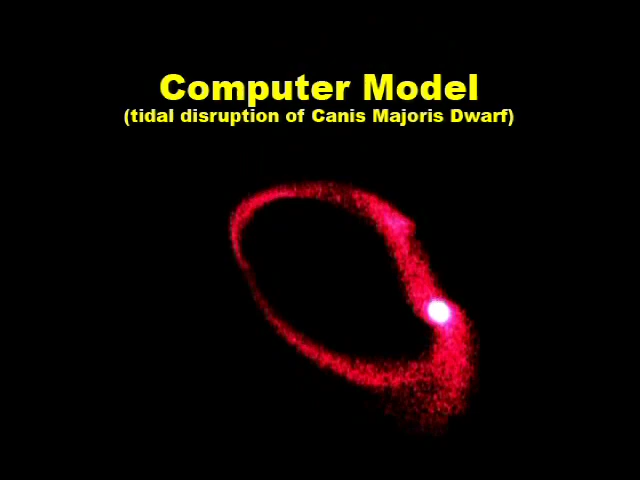 Computer Model
(tidal disruption of Canis Majoris Dwarf)